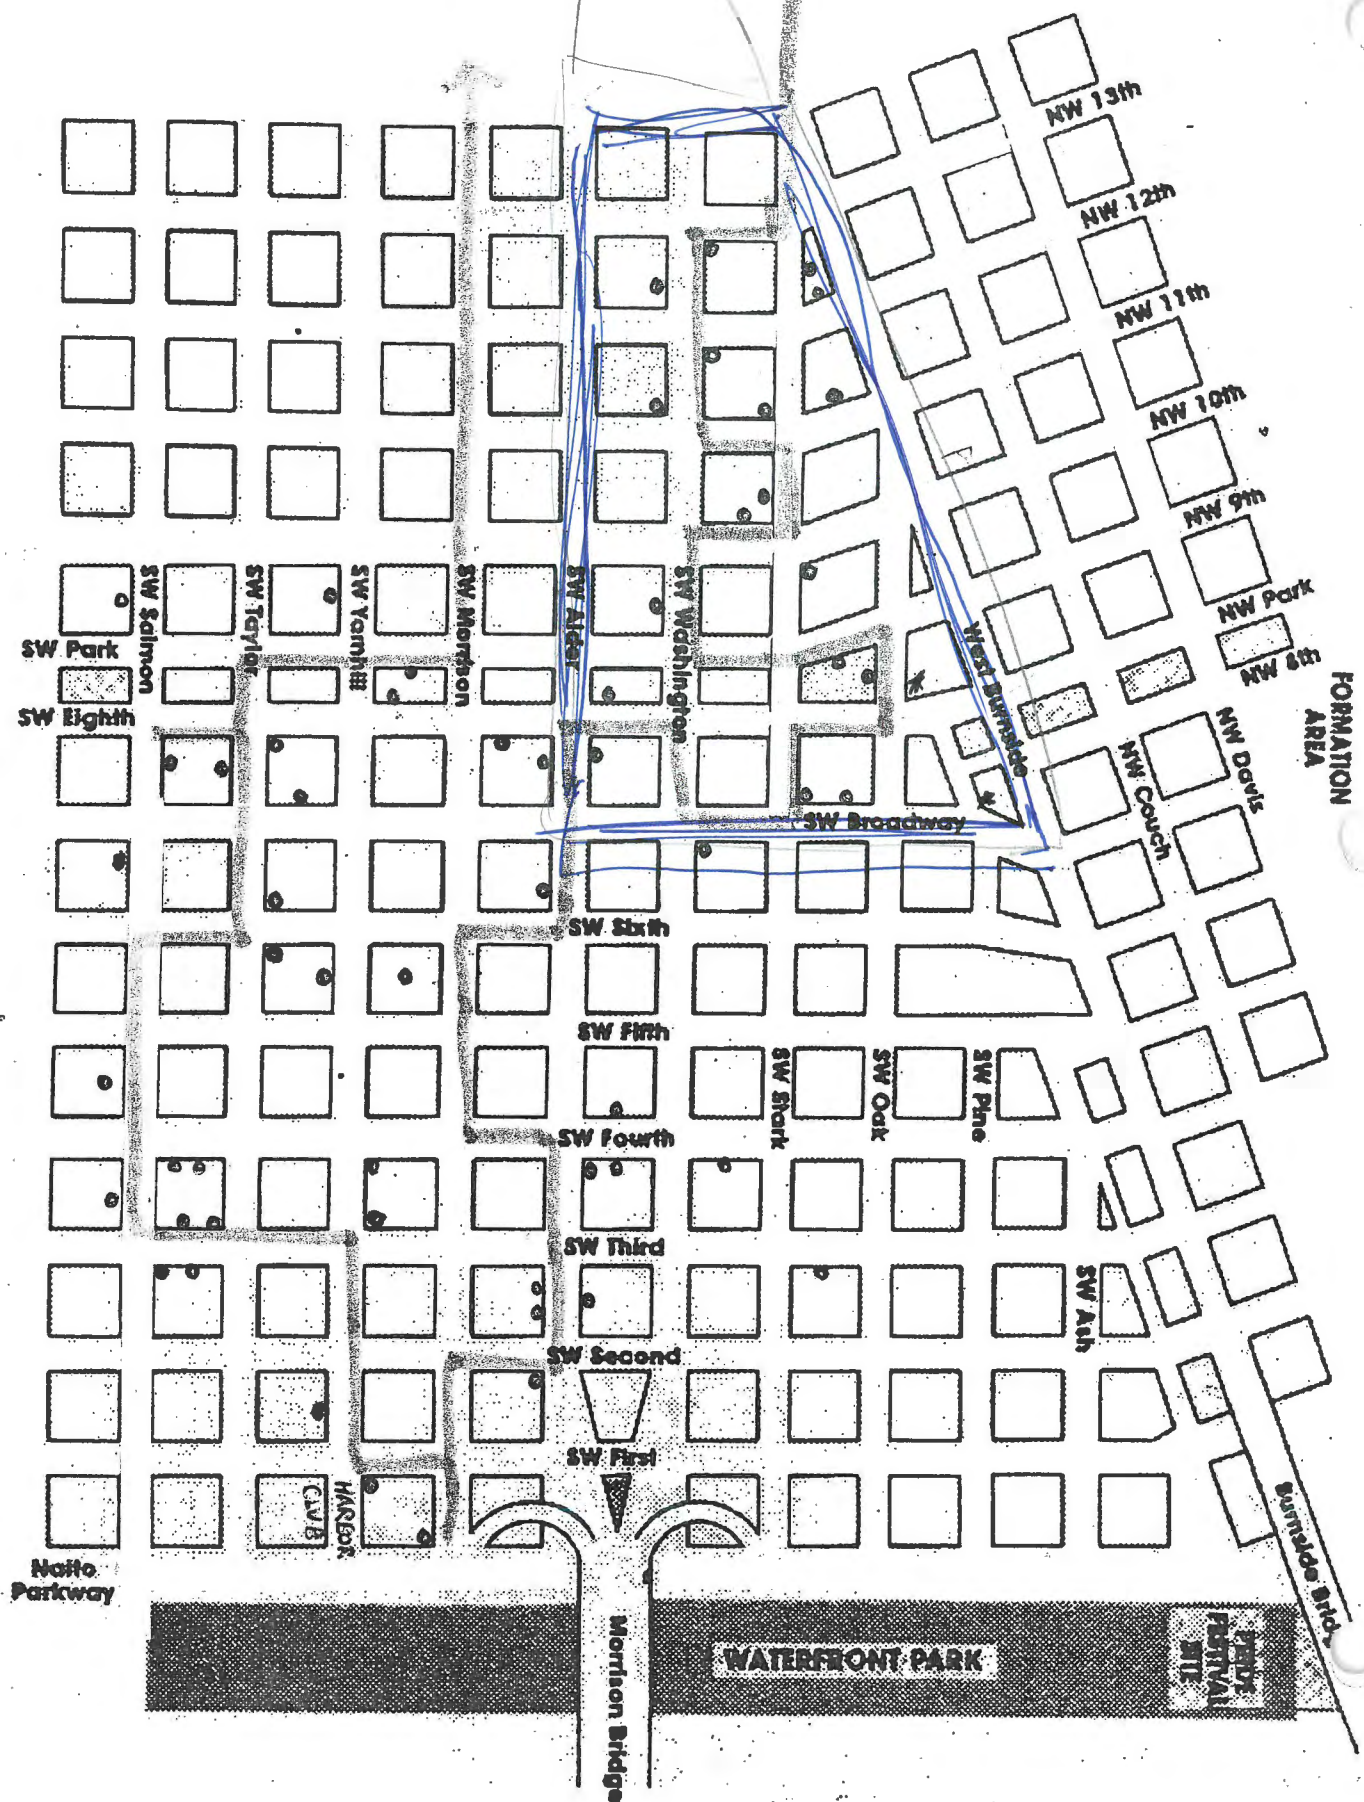 NW 13th
NW 12th
NW 11th
NW 10th
NW 9th
NW Park
NW 8th
FORMATION
AREA
NW Davis
NW Couch
West Burnside
SW Salmon
SW Taylor
SW Yamhill
SW Morrison
SW Alder
SW Washington
SW Park
SW Eighth
SW Broadway
SW Sixth
SW Fifth
SW Stark
SW Oak
SW Pine
SW Fourth
SW Third
SW Ash
SW Second
SW First
HARBOR
CLUB
Naito
Parkway
Burnside Bridg
Morrison Bridge
WATERFRONT PARK
PRIDE
FESTIVAL
SITE